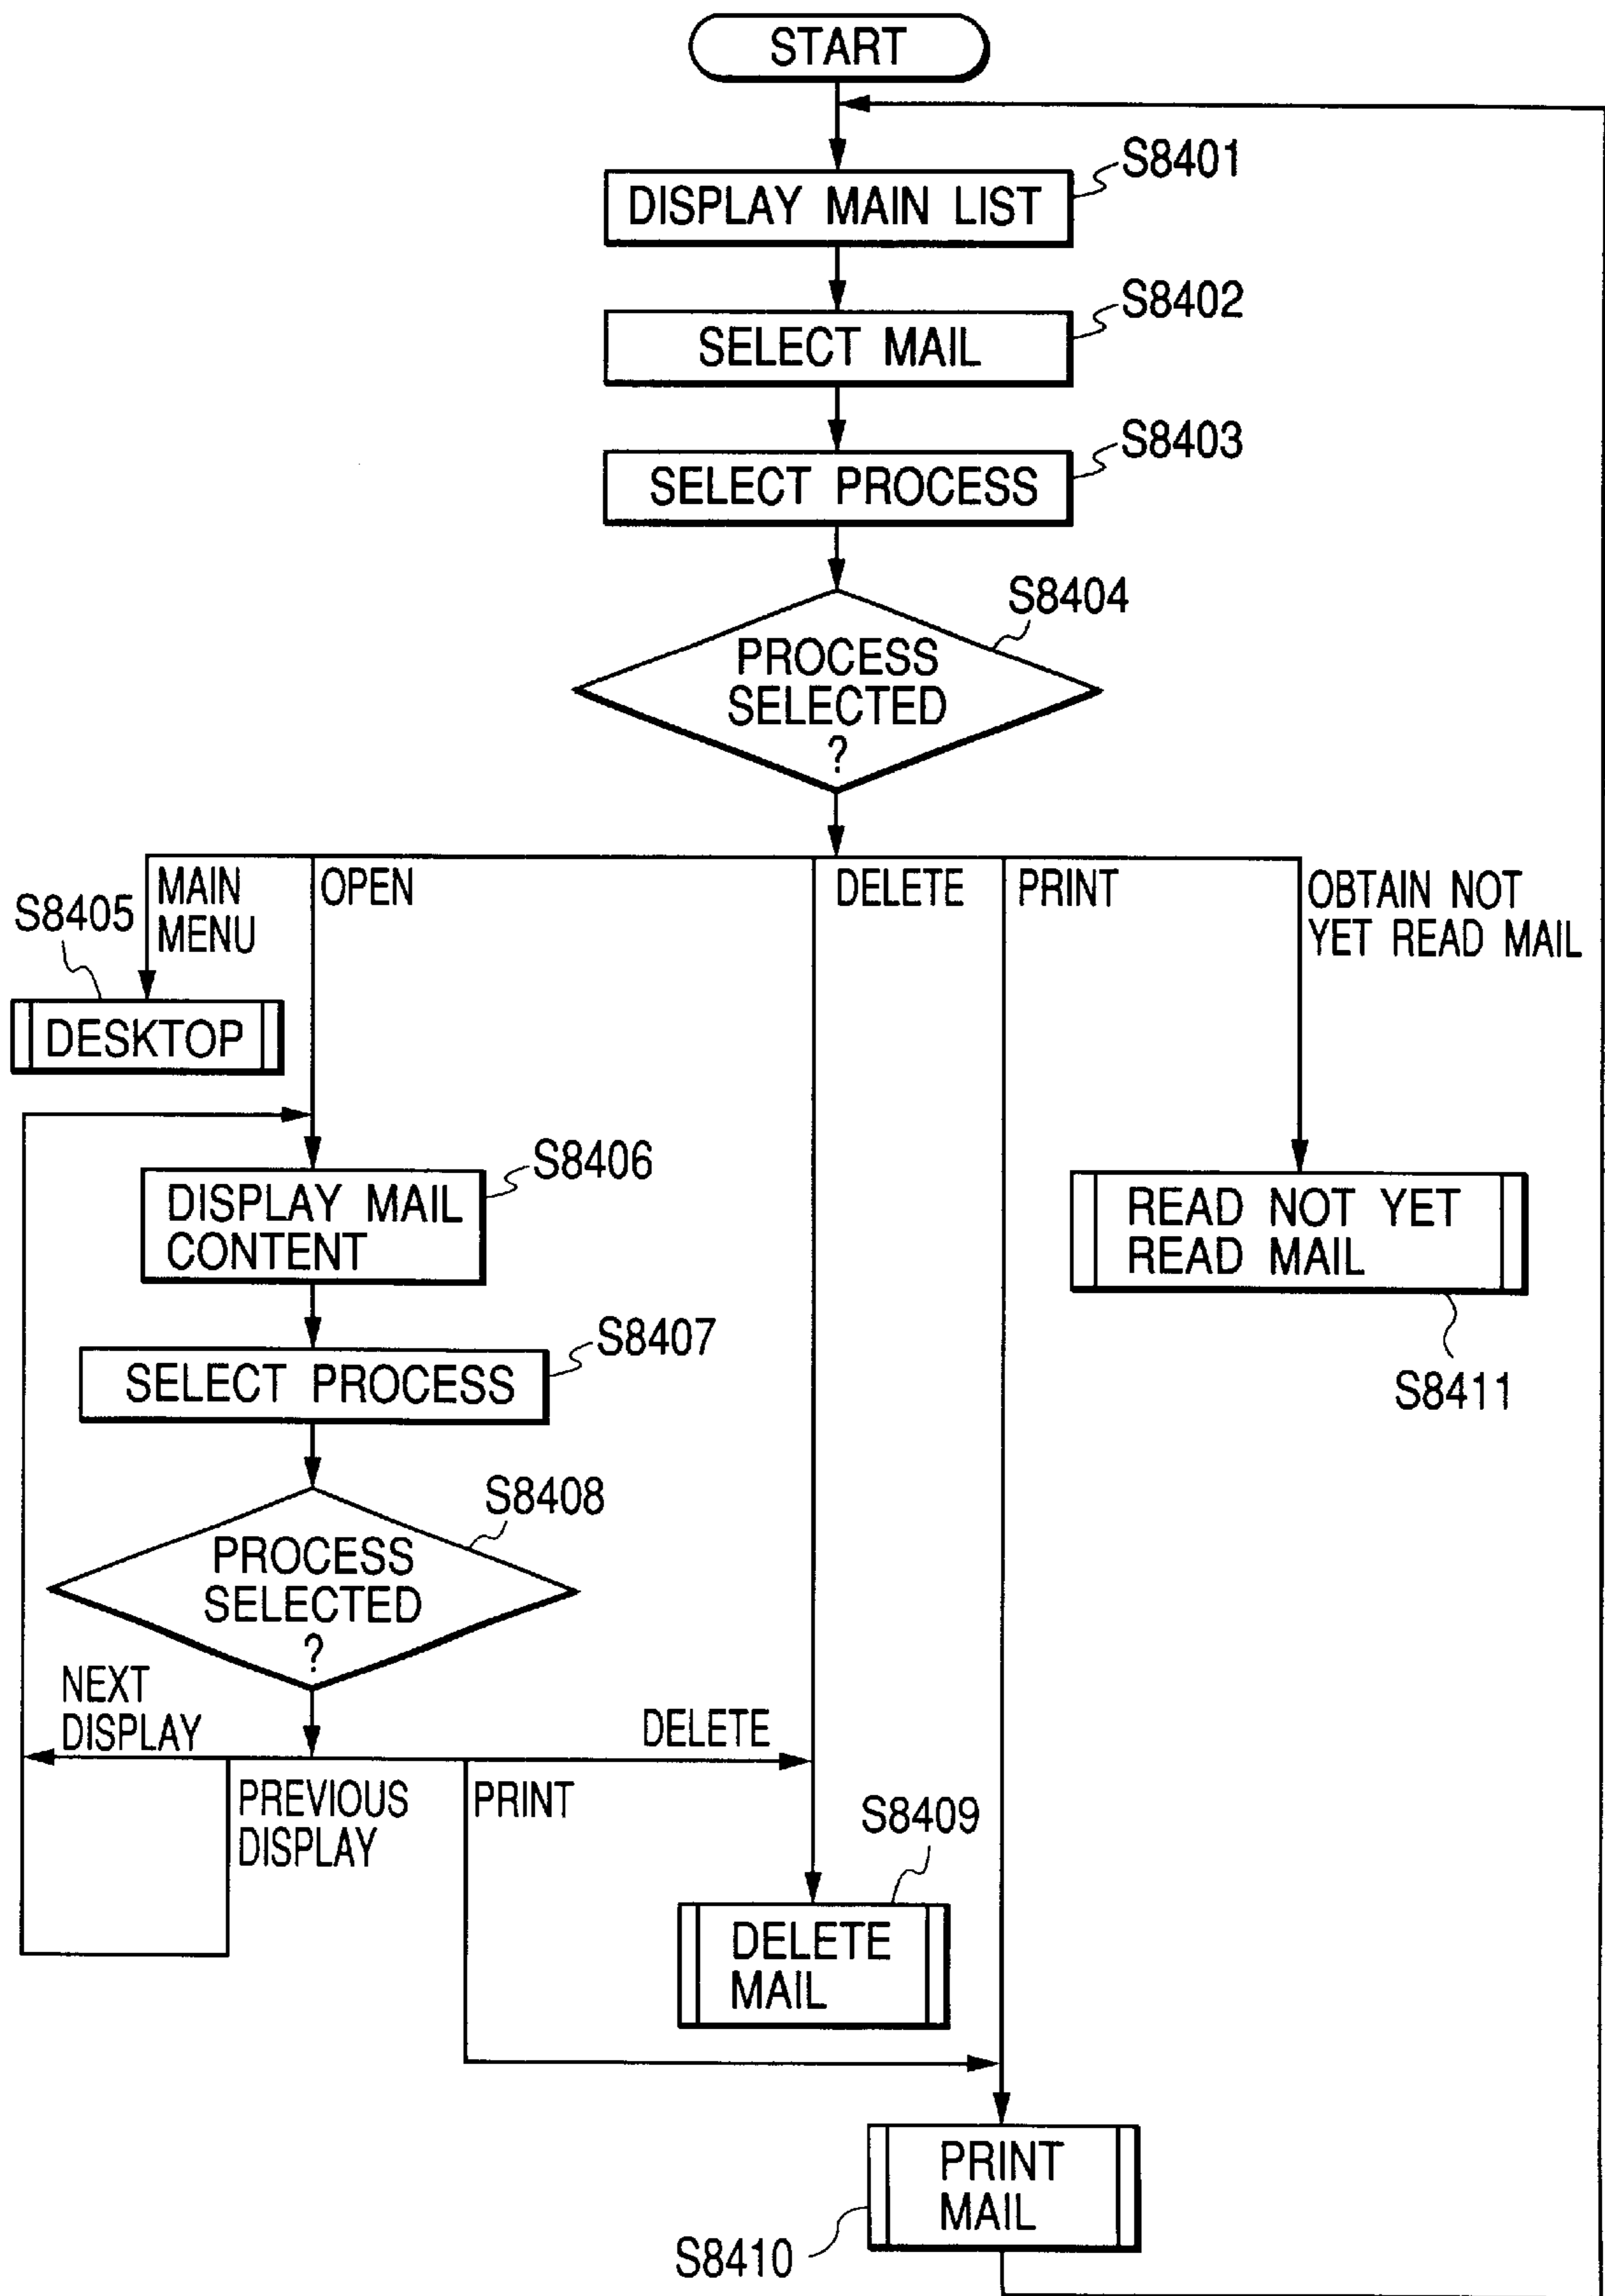 START
S8401
DISPLAY MAIN LIST
S8402
SELECT MAIL
S8403
SELECT PROCESS
S8404
PROCESS
SELECTED
?
MAIN
MENU
OPEN
DELETE
PRINT
OBTAIN NOT
YET READ MAIL
S8405
DESKTOP
S8406
DISPLAY MAIL
CONTENT
READ NOT YET
READ MAIL
S8411
S8407
SELECT PROCESS
S8408
PROCESS
SELECTED
?
NEXT
DISPLAY
DELETE
PREVIOUS
DISPLAY
PRINT
S8409
DELETE
MAIL
PRINT
MAIL
S8410